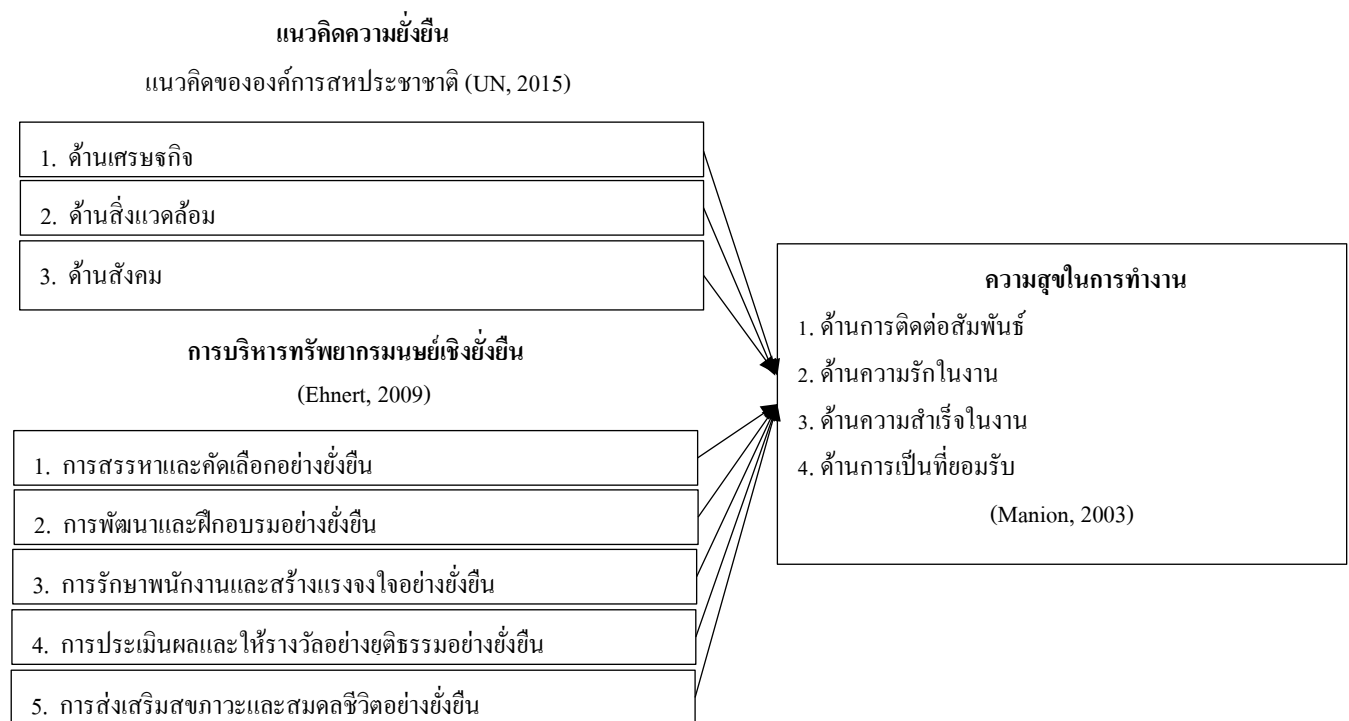 แนวคิดความยั่งยืน
แนวคิดขององค์การสหประชาชาติ (UN, 2015)
1. ด้านเศรษฐกิจ
2. ด้านสิ่งแวดล้อม
3. ด้านสังคม
การบริหารทรัพยากรมนุษย์เชิงยั่งยืน
(Ehnert, 2009)
1. การสรรหาและคัดเลือกอย่างยั่งยืน
2. การพัฒนาและฝึกอบรมอย่างยั่งยืน
3. การรักษาพนักงานและสร้างแรงจงใจอย่างยั่งยืน
4. การประเมินผลและให้รางวัลอย่างยุติธรรมอย่างยั่งยืน
5. การส่งเสริมสุขภาวะและสมดุลชีวิตอย่างยั่งยืน
ความสุขในการทำงาน
1. ด้านการติดต่อสัมพันธ์
2. ด้านความรักในงาน
3. ด้านความสำเร็จในงาน
4. ด้านการเป็นที่ยอมรับ
(Manion, 2003)